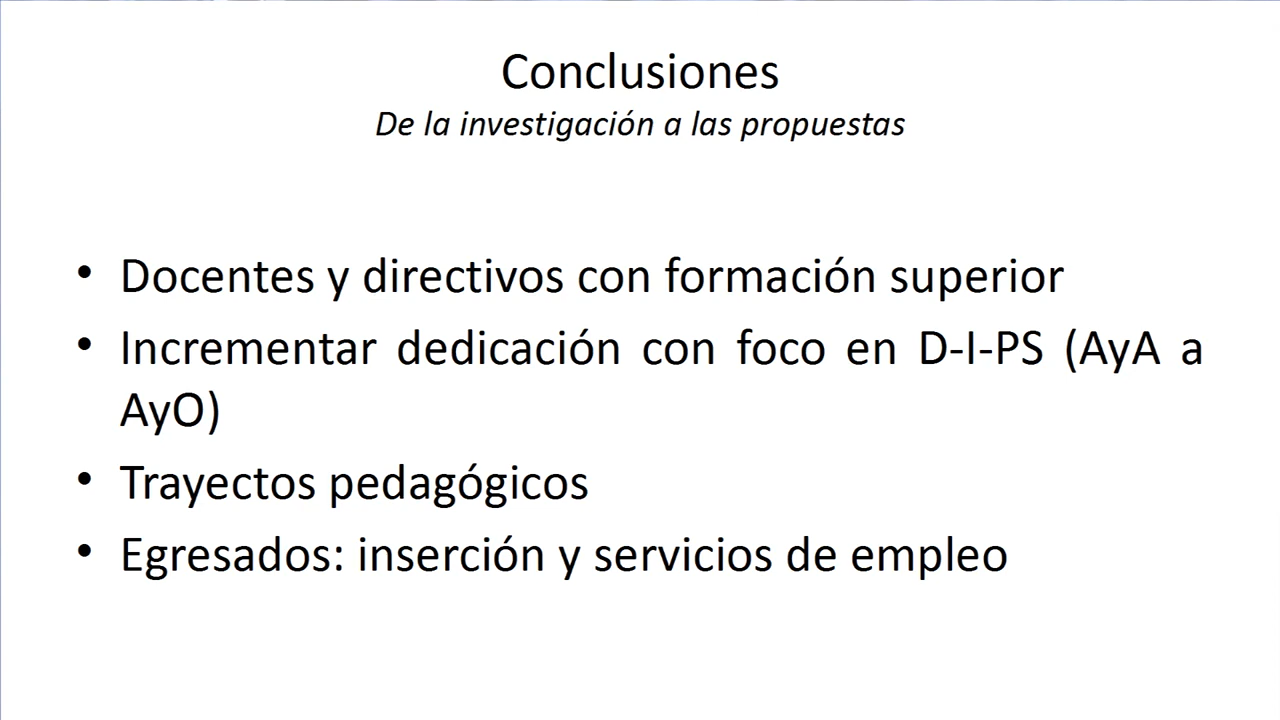 Conclusiones
De la investigación a las propuestas
• Docentes y directivos con formación superior
• Incrementar dedicación con foco en D-I-PS (AyA a
AyO)
• Trayectos pedagógicos
• Egresados: inserción y servicios de empleo